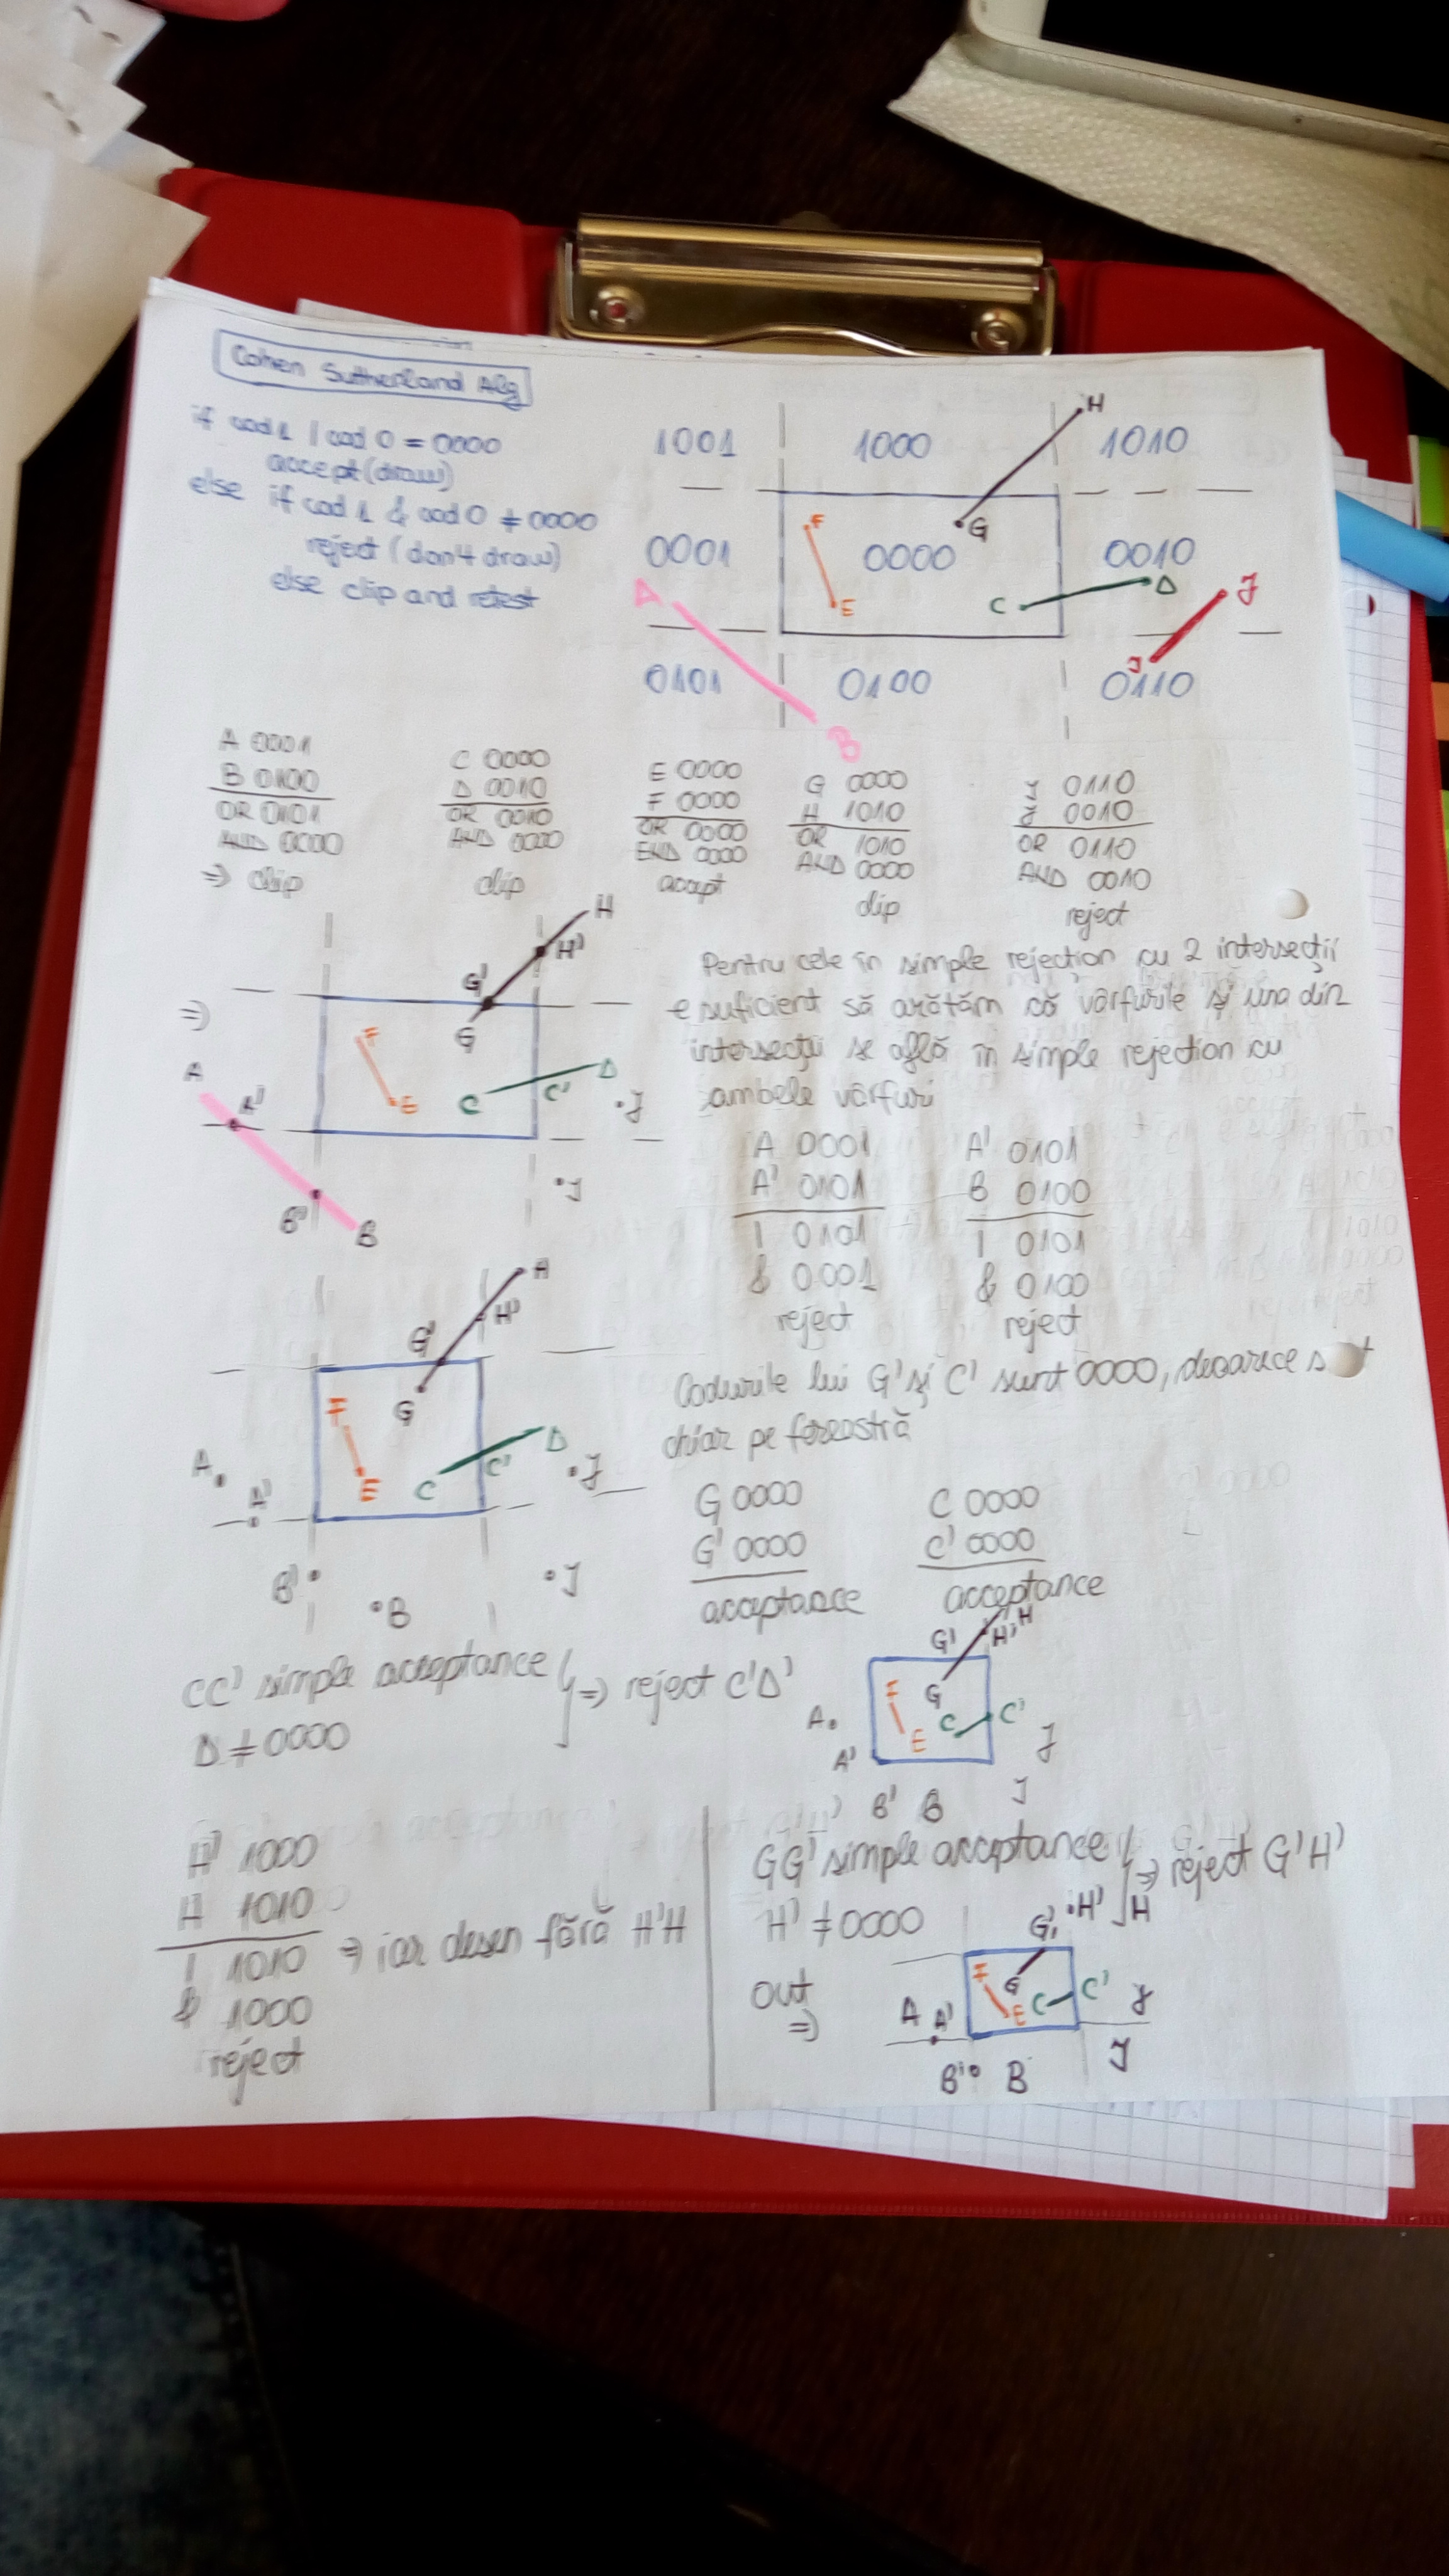 Cohen Sutherland Alg
if cod 1 | cod 0 = 0000
accept (draw)
else if cod 1 & cod 0 ≠ 0000
reject (don't draw)
else clip and retest
1001 1000 1010
H
G
F
0001 0000 0010
E
C D
A J
I
0101 0100 0110
B
A 0001
B 0100
OR 0101
AND 0000
=> clip
C 0000
D 0010
OR 0010
AND 0000
clip
E 0000
F 0000
OR 0000
END 0000
accept
G 0000
H 1010
OR 1010
AND 0000
clip
I 0110
J 0010
OR 0110
AND 0010
reject
=>
H
H'
G'
G
F
E
C C' D
J
A
A'
I
B'
B
Pentru cele în simple rejection cu 2 intersecții
e suficient să arătăm că vârfurile și una din
intersecții se află în simple rejection cu
ambele vârfuri
A 0001
A' 0101
| 0101
& 0001
reject
A' 0101
B 0100
| 0101
& 0100
reject
H
H'
G'
G
F
E
C C' D
J
A
A'
B'
B
I
Codurile lui G' și C' sunt 0000, deoarece s t
chiar pe fereastră
G 0000
G' 0000
acceptance
C 0000
C' 0000
acceptance
CC' simple acceptance
D ≠ 0000
=> reject C'D'
H
H'
G'
G
F
E
C C'
A
A'
J
B' B I
H' 1000
H 1010
| 1010 => iar desen fără H'H
& 1000
reject
GG' simple acceptance
H' ≠ 0000
=> reject G'H'
out
=>
G' H' H
F G
E C C'
A A' J
B' B I